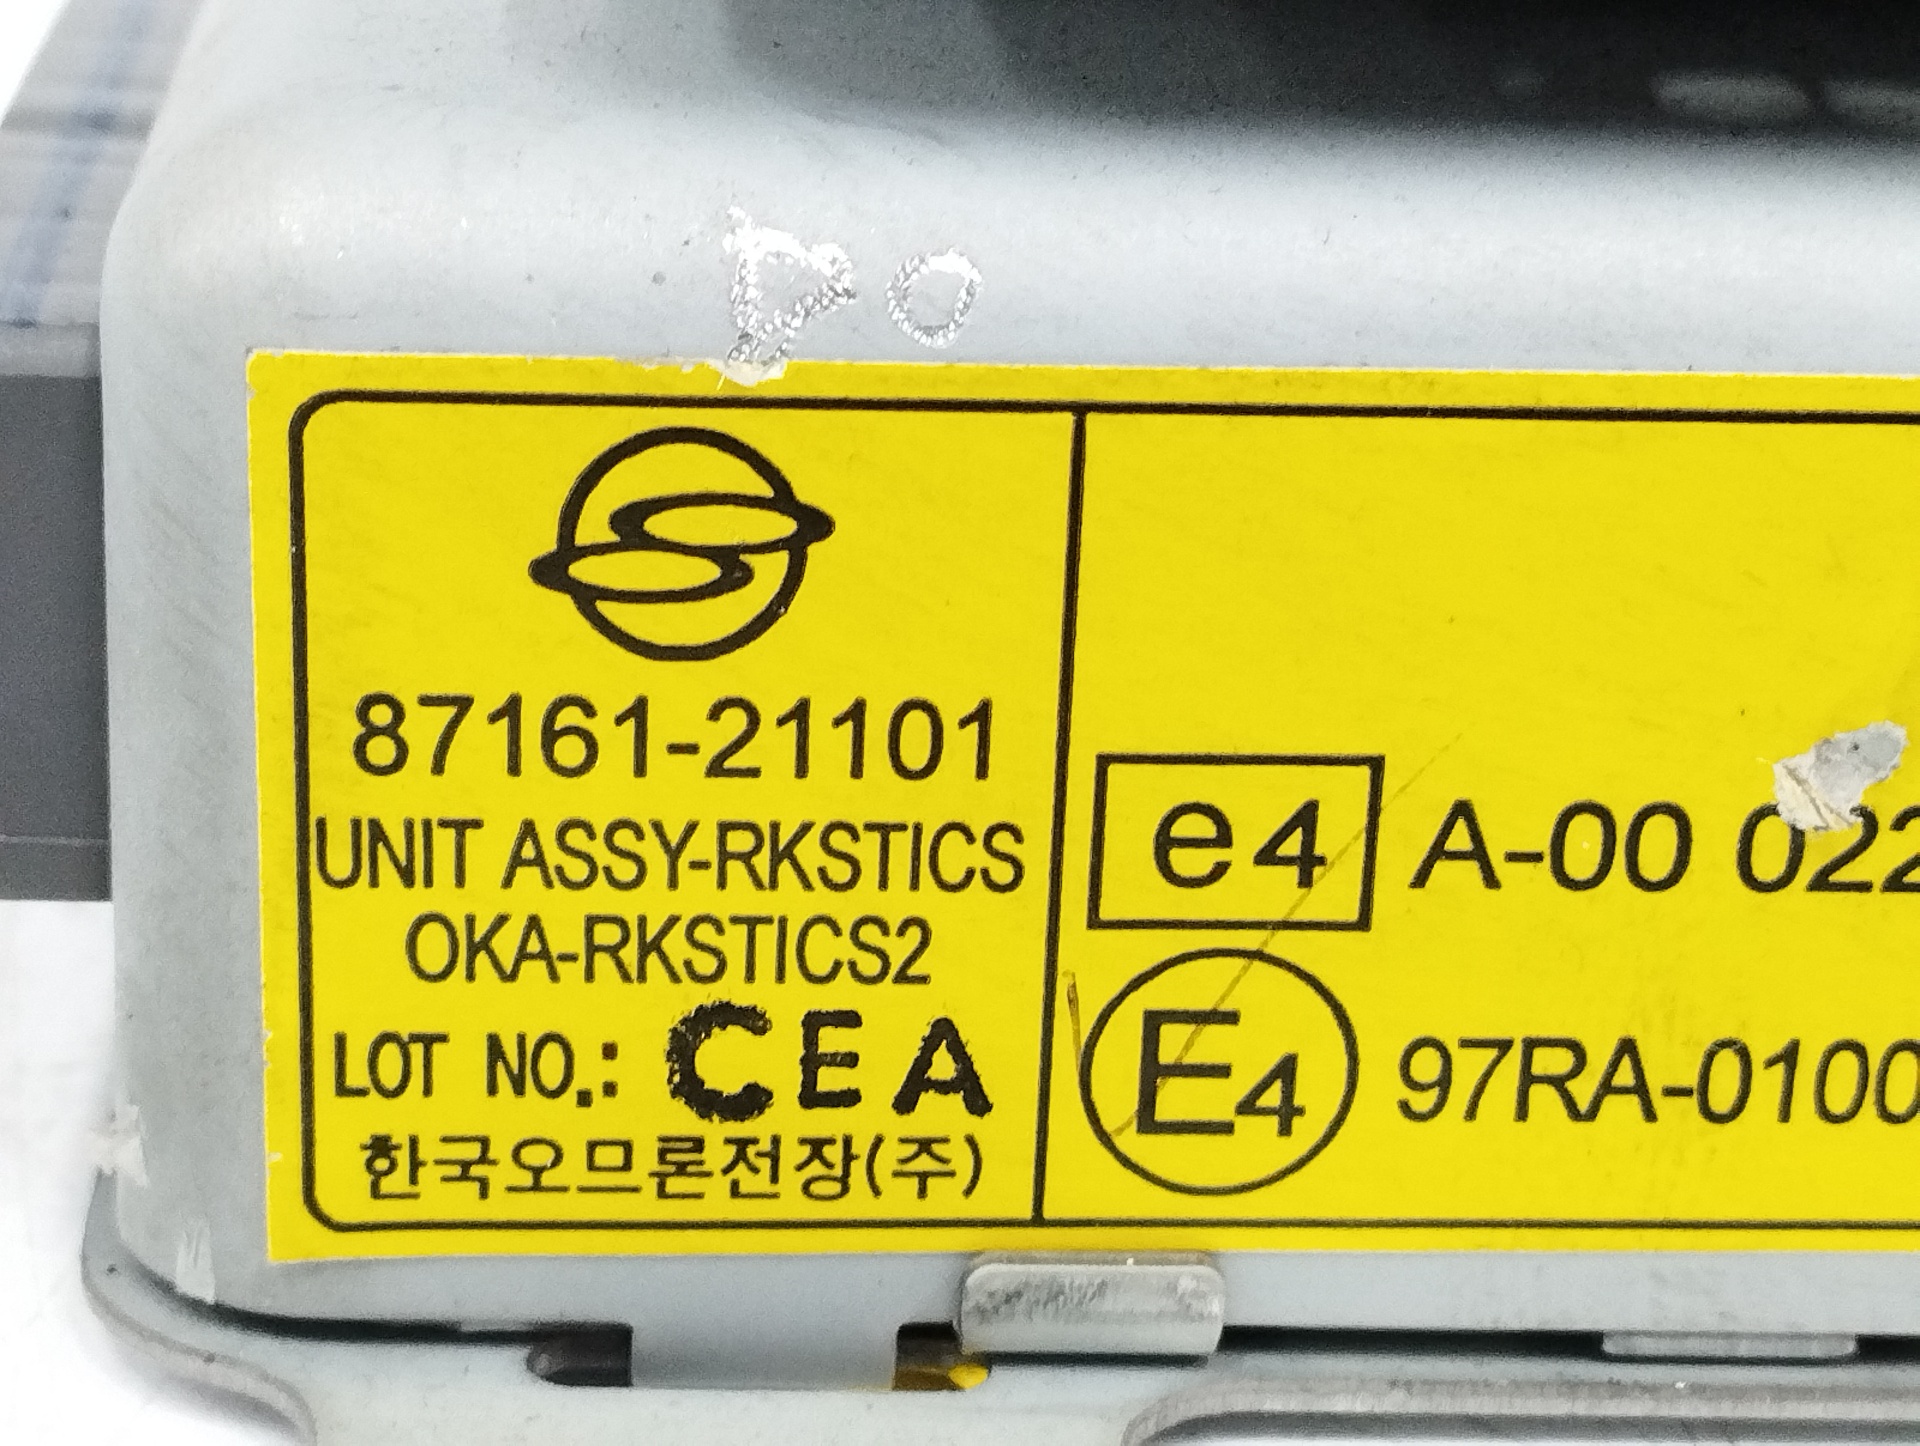 87161-21101
UNIT ASSY-RKSTICS
OKA-RKSTICS2
LOT NO.: CEA
한국오므론전장(주)
e4 A-00 022
E4 97RA-0100